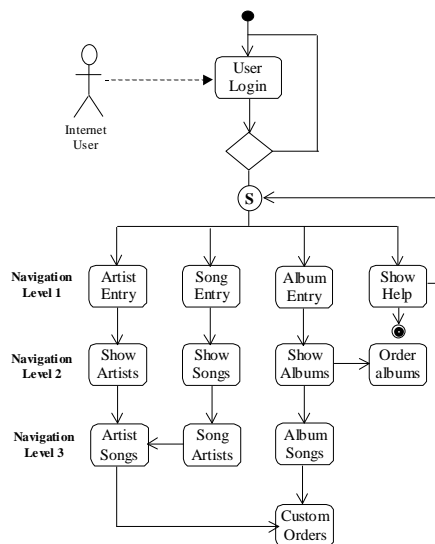 User
Login
Internet
User
S
Navigation
Level 1
Artist
Entry
Song
Entry
Album
Entry
Show
Help
Navigation
Level 2
Show
Artists
Show
Songs
Show
Albums
Order
albums
Navigation
Level 3
Artist
Songs
Song
Artists
Album
Songs
Custom
Orders